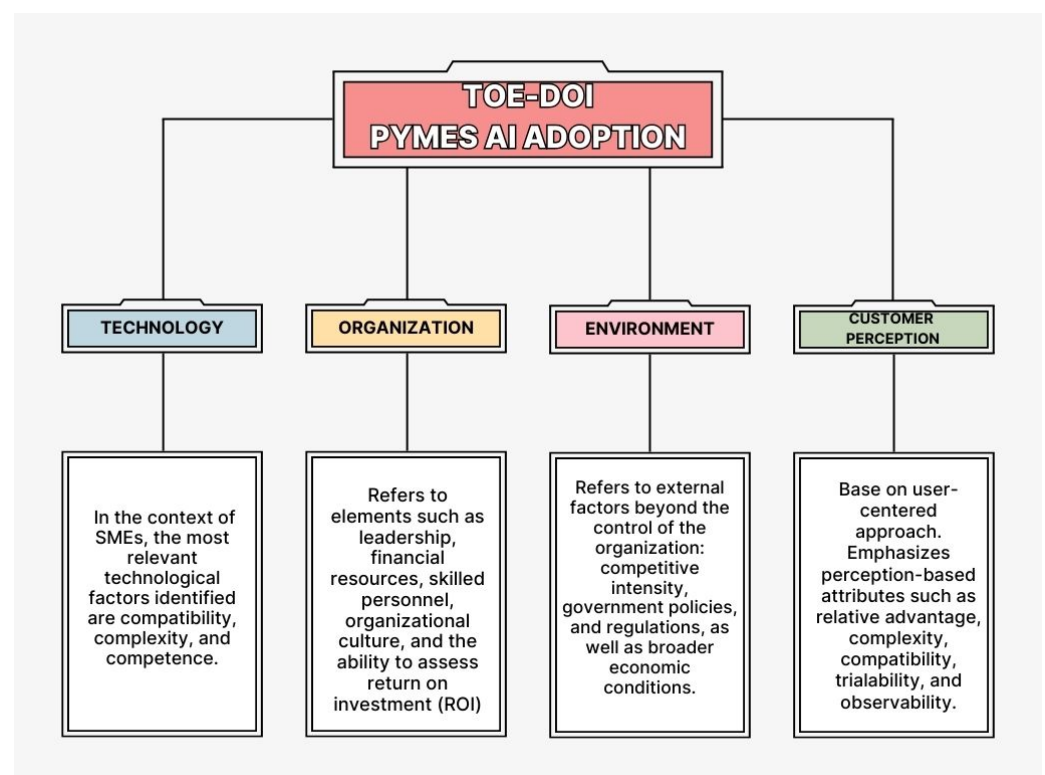 TOE-DOI
PYMES AI ADOPTION
TECHNOLOGY
ORGANIZATION
ENVIRONMENT
CUSTOMER
PERCEPTION
In the context of
SMEs, the most
relevant
technological
factors identified
are compatibility,
complexity, and
competence.
Refers to
elements such as
leadership,
financial
resources, skilled
personnel,
organizational
culture, and the
ability to assess
return on
investment (ROI)
Refers to external
factors beyond the
control of the
organization:
competitive
intensity,
government policies,
and regulations, as
well as broader
economic
conditions.
Base on user-
centered
approach.
Emphasizes
perception-based
attributes such as
relative advantage,
complexity,
compatibility,
trialability, and
observability.